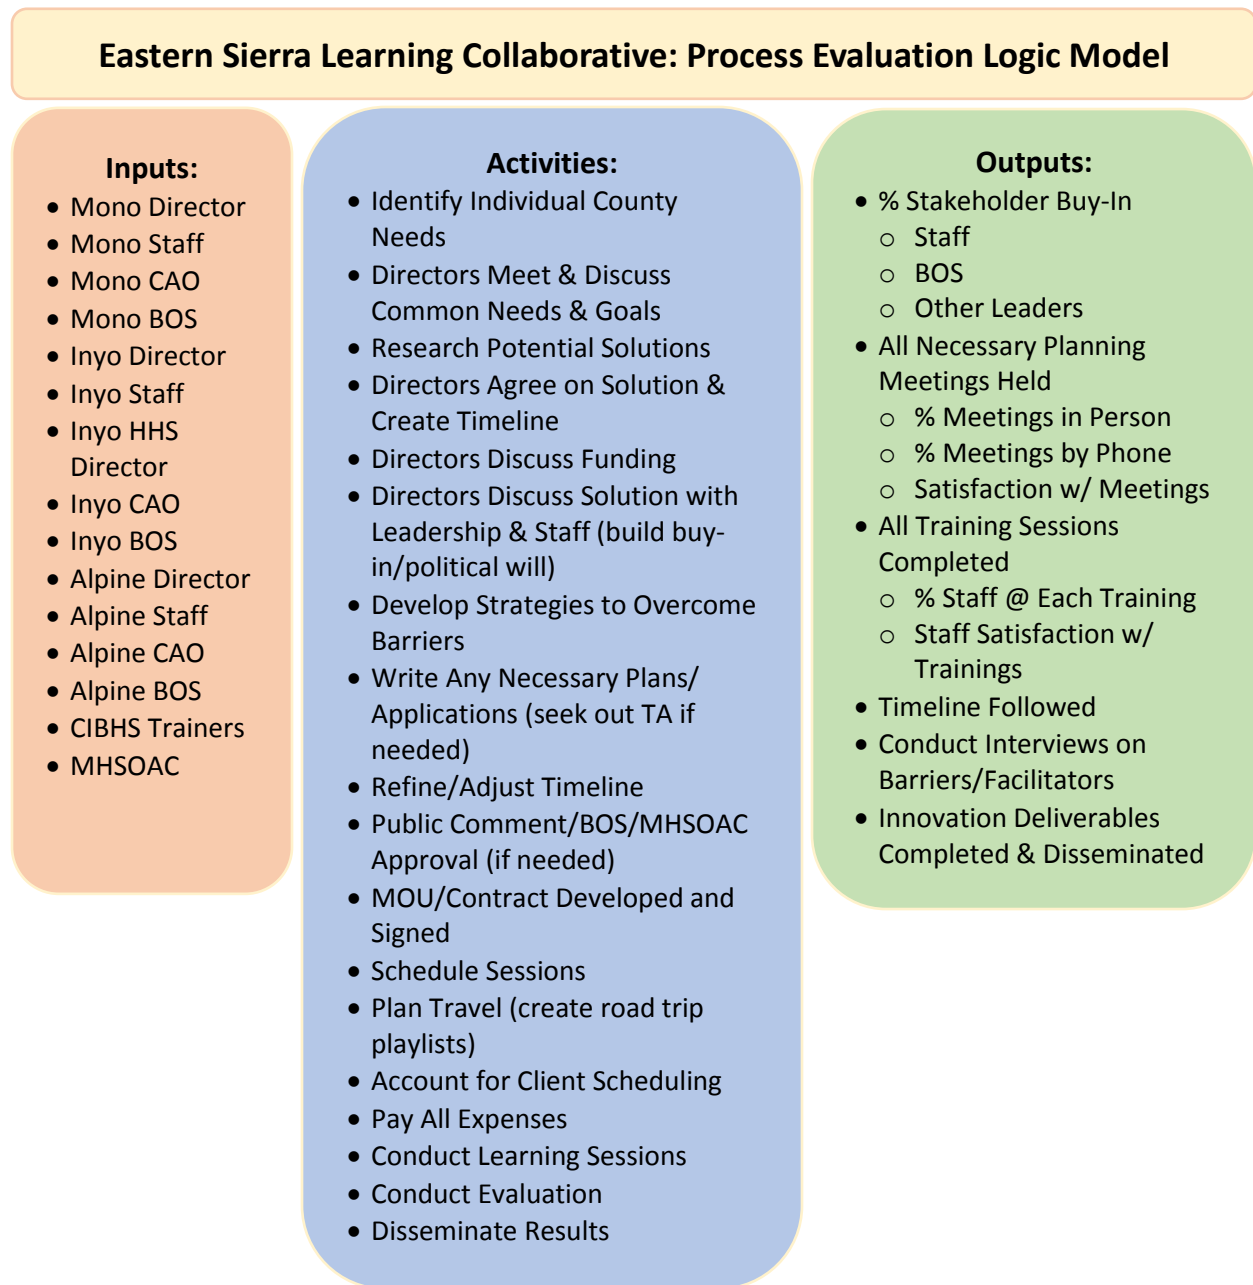 Eastern Sierra Learning Collaborative: Process Evaluation Logic Model
Inputs:
• Mono Director
• Mono Staff
• Mono CAO
• Mono BOS
• Inyo Director
• Inyo Staff
• Inyo HHS
Director
• Inyo CAO
• Inyo BOS
• Alpine Director
• Alpine Staff
• Alpine CAO
• Alpine BOS
• CIBHS Trainers
• MHSOAC
Activities:
• Identify Individual County
Needs
• Directors Meet & Discuss
Common Needs & Goals
• Research Potential Solutions
• Directors Agree on Solution &
Create Timeline
• Directors Discuss Funding
• Directors Discuss Solution with
Leadership & Staff (build buy-
in/political will)
• Develop Strategies to Overcome
Barriers
• Write Any Necessary Plans/
Applications (seek out TA if
needed)
• Refine/Adjust Timeline
• Public Comment/BOS/MHSOAC
Approval (if needed)
• MOU/Contract Developed and
Signed
• Schedule Sessions
• Plan Travel (create road trip
playlists)
• Account for Client Scheduling
• Pay All Expenses
• Conduct Learning Sessions
• Conduct Evaluation
• Disseminate Results
Outputs:
• % Stakeholder Buy-In
o Staff
o BOS
o Other Leaders
• All Necessary Planning
Meetings Held
o % Meetings in Person
o % Meetings by Phone
o Satisfaction w/ Meetings
• All Training Sessions
Completed
o % Staff @ Each Training
o Staff Satisfaction w/
Trainings
• Timeline Followed
• Conduct Interviews on
Barriers/Facilitators
• Innovation Deliverables
Completed & Disseminated